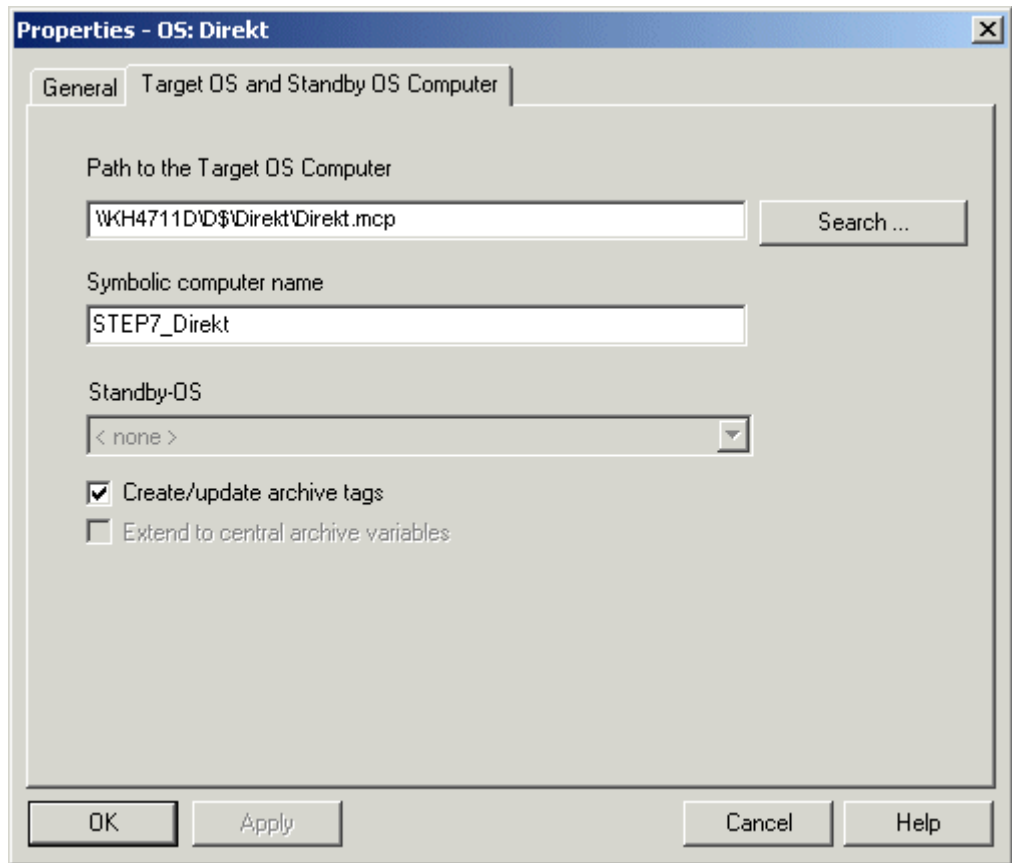 Properties - OS: Direkt
General
Target OS and Standby OS Computer
Path to the Target OS Computer
\\KH4711D\D$\Direkt\Direkt.mcp
Search ...
Symbolic computer name
STEP7_Direkt
Standby-OS
< none >
Create/update archive tags
Extend to central archive variables
OK
Apply
Cancel
Help